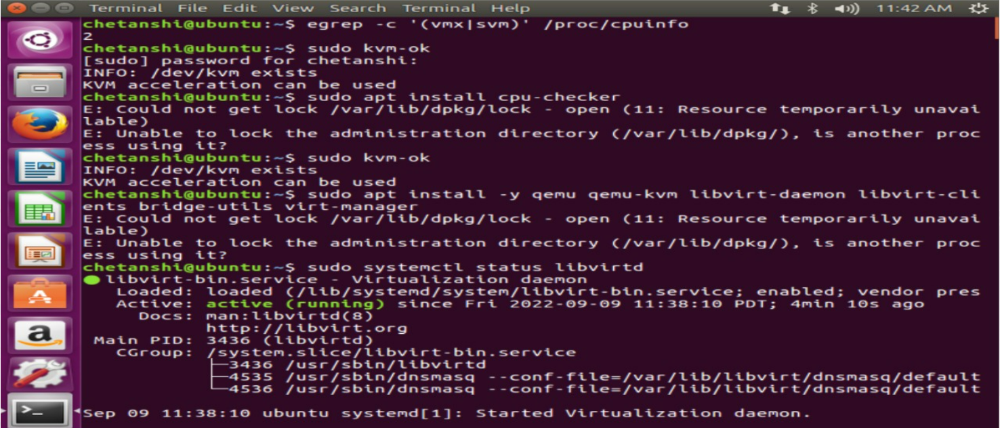 Terminal File Edit View Search Terminal Help 11:42 AM
chetanshi@ubuntu:~$ egrep -c '(vmx|svm)' /proc/cpuinfo
2
chetanshi@ubuntu:~$ sudo kvm-ok
[sudo] password for chetanshi:
INFO: /dev/kvm exists
KVM acceleration can be used
chetanshi@ubuntu:~$ sudo apt install cpu-checker
E: Could not get lock /var/lib/dpkg/lock - open (11: Resource temporarily unavai
lable)
E: Unable to lock the administration directory (/var/lib/dpkg/), is another proc
ess using it?
chetanshi@ubuntu:~$ sudo kvm-ok
INFO: /dev/kvm exists
KVM acceleration can be used
chetanshi@ubuntu:~$ sudo apt install -y qemu qemu-kvm libvirt-daemon libvirt-cli
ents bridge-utils virt-manager
E: Could not get lock /var/lib/dpkg/lock - open (11: Resource temporarily unavai
lable)
E: Unable to lock the administration directory (/var/lib/dpkg/), is another proc
ess using it?
chetanshi@ubuntu:~$ sudo systemctl status libvirtd
● libvirt-bin.service - Virtualization daemon
   Loaded: loaded (/lib/systemd/system/libvirt-bin.service; enabled; vendor pres
   Active: active (running) since Fri 2022-09-09 11:38:10 PDT; 4min 10s ago
     Docs: man:libvirtd(8)
           http://libvirt.org
 Main PID: 3436 (libvirtd)
   CGroup: /system.slice/libvirt-bin.service
           ├─3436 /usr/sbin/libvirtd
           ├─4535 /usr/sbin/dnsmasq --conf-file=/var/lib/libvirt/dnsmasq/default
           └─4536 /usr/sbin/dnsmasq --conf-file=/var/lib/libvirt/dnsmasq/default
Sep 09 11:38:10 ubuntu systemd[1]: Started Virtualization daemon.